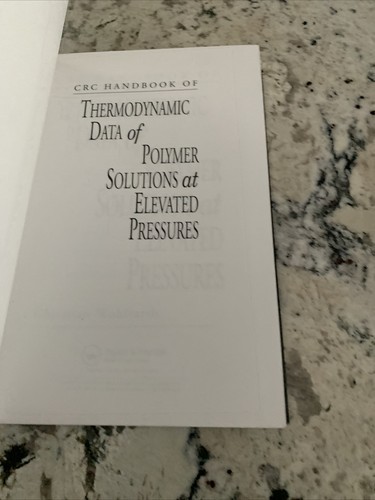 CRC HANDBOOK OF
THERMODYNAMIC
DATA of
POLYMER
SOLUTIONS at
ELEVATED
PRESSURES